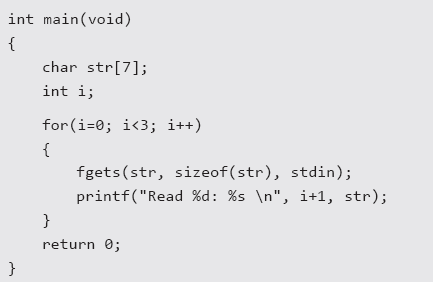 int main(void)
{
    char str[7];
    int i;

    for(i=0; i<3; i++)
    {
        fgets(str, sizeof(str), stdin);
        printf("Read %d: %s \n", i+1, str);
    }
    return 0;
}